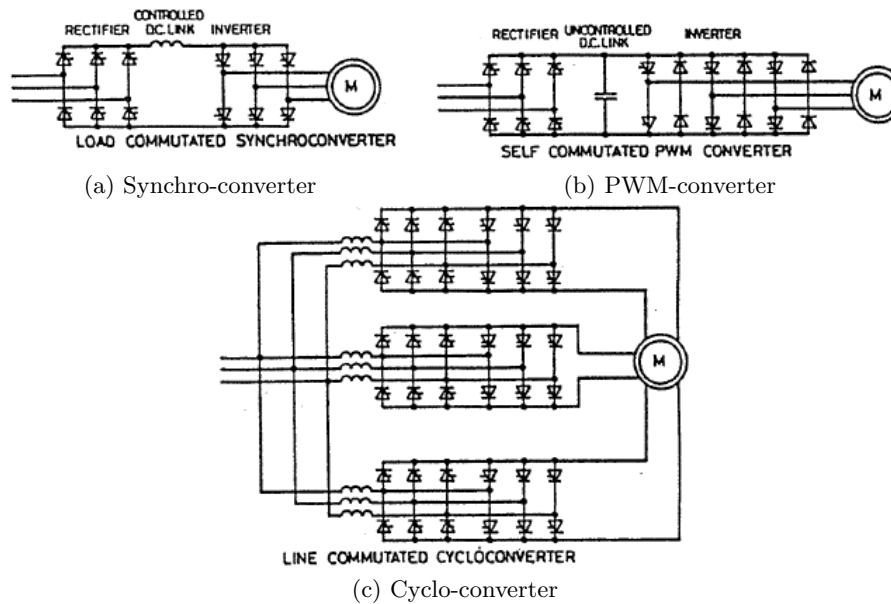 RECTIFIER CONTROLLED D.C. LINK INVERTER
M
LOAD COMMUTATED SYNCHROCONVERTER
(a) Synchro-converter
RECTIFIER UNCONTROLLED D.C. LINK INVERTER
M
SELF COMMUTATED PWM CONVERTER
(b) PWM-converter
M
LINE COMMUTATED CYCLOCONVERTER
(c) Cyclo-converter